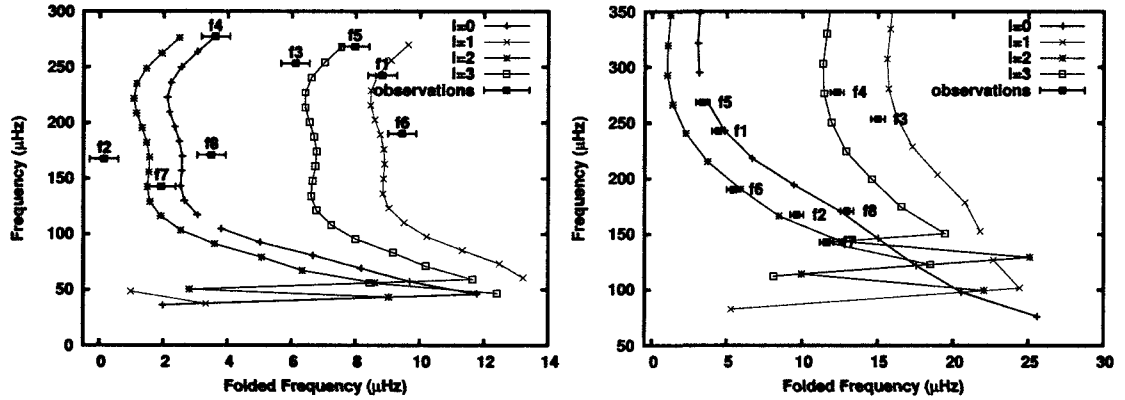 300
250
200
150
100
50
0
Frequency (μHz)
0
2
4
6
8
10
12
14
Folded Frequency (μHz)
l=0
l=1
l=2
l=3
observations
f4
f5
f3
f1
f6
f2
f8
f7
350
300
250
200
150
100
50
Frequency (μHz)
0
5
10
15
20
25
30
Folded Frequency (μHz)
l=0
l=1
l=2
l=3
observations
f4
f5
f3
f1
f6
f2
f8
f7